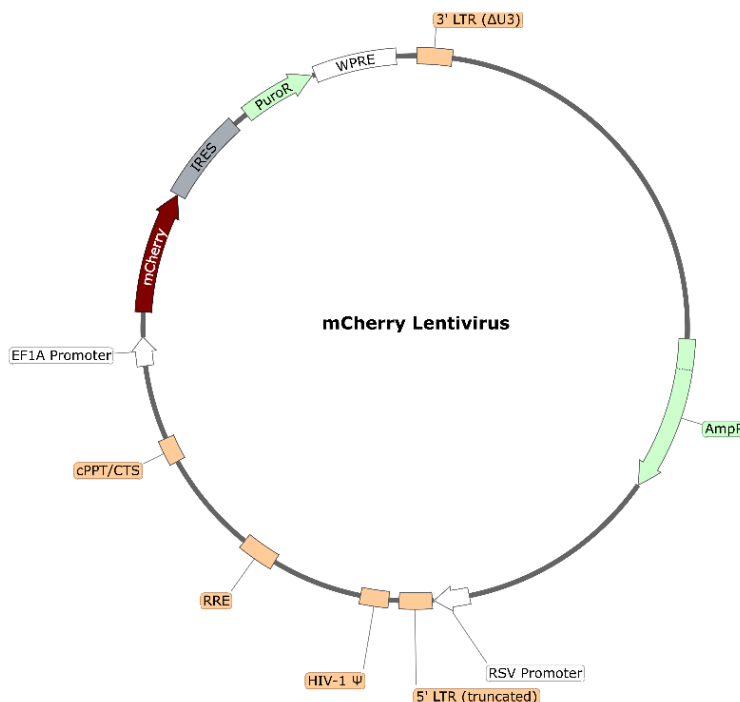 3' LTR (ΔU3)
WPRE
PuroR
IRES
mCherry
mCherry Lentivirus
EF1A Promoter
AmpR
cPPT/CTS
RRE
RSV Promoter
HIV-1 Ψ
5' LTR (truncated)